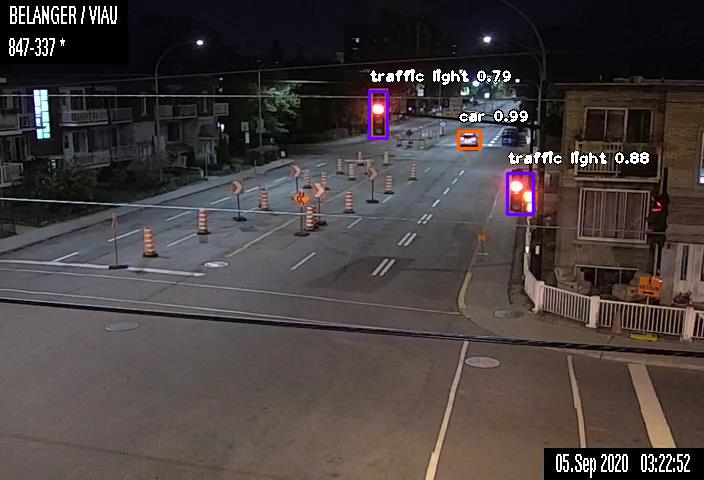 BELANGER / VIAU
847-337 *
traffic light 0.79
car 0.99
traffic light 0.88
05.Sep 2020 03:22:52